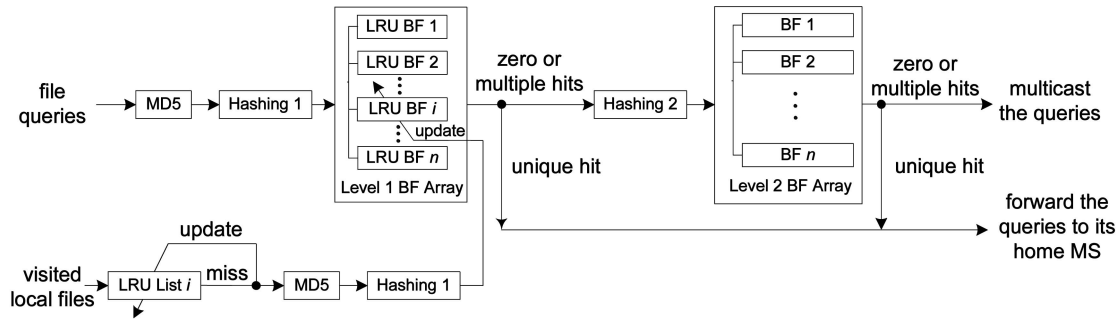 file
queries
MD5
Hashing 1
LRU BF 1
LRU BF 2
LRU BF i
update
LRU BF n
Level 1 BF Array
zero or
multiple hits
unique hit
Hashing 2
BF 1
BF 2
BF n
Level 2 BF Array
zero or
multiple hits
unique hit
multicast
the queries
forward the
queries to its
home MS
visited
local files
update
LRU List i
miss
MD5
Hashing 1